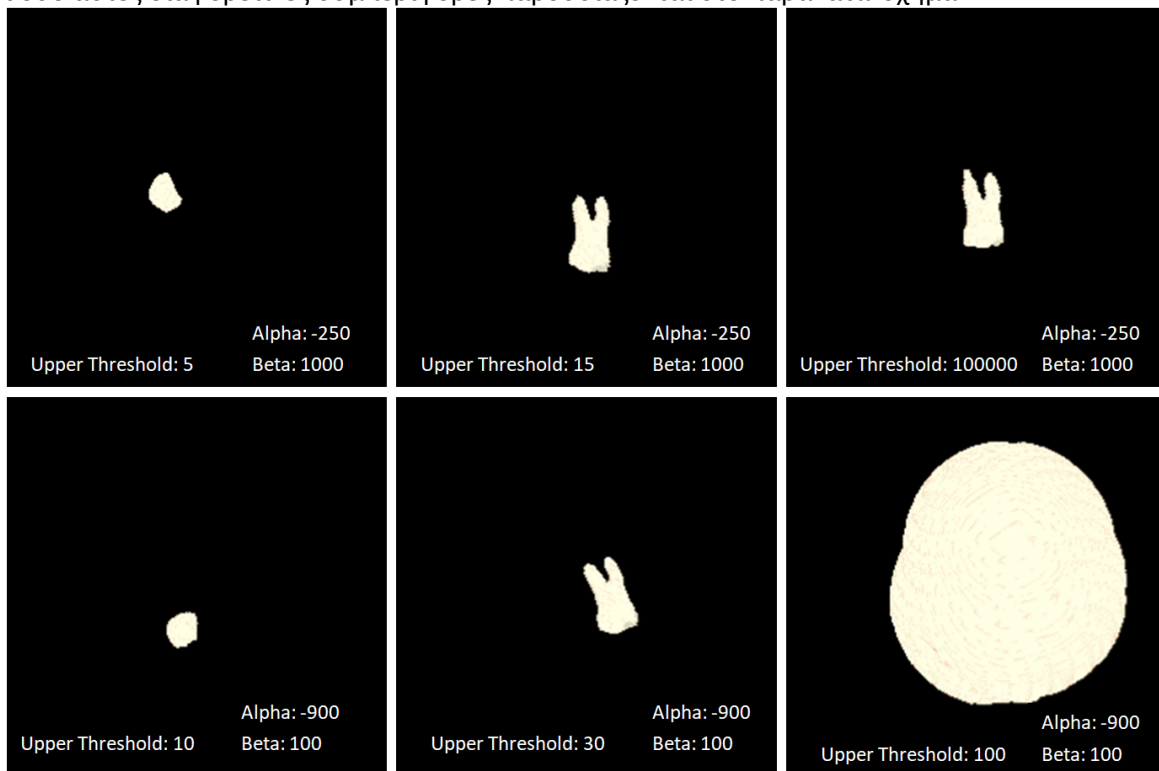 Alpha: -250
Upper Threshold: 5 Beta: 1000
Alpha: -250
Upper Threshold: 15 Beta: 1000
Alpha: -250
Upper Threshold: 100000 Beta: 1000
Alpha: -900
Upper Threshold: 10 Beta: 100
Alpha: -900
Upper Threshold: 30 Beta: 100
Alpha: -900
Upper Threshold: 100 Beta: 100